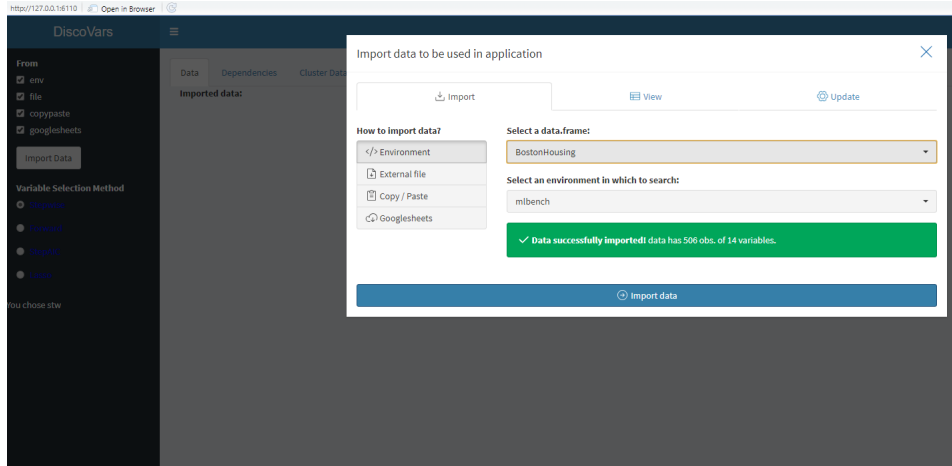 http://127.0.0.1:6110
Open in Browser
DiscoVars
From
env
file
copypaste
googlesheets
Import Data
Variable Selection Method
You chose stw
Data
Dependencies
Cluster Data
Imported data:
Import data to be used in application
Import
View
Update
How to import data?
</> Environment
External file
Copy / Paste
Googlesheets
Select a data.frame:
BostonHousing
Select an environment in which to search:
mlbench
Data successfully imported! data has 506 obs. of 14 variables.
Import data